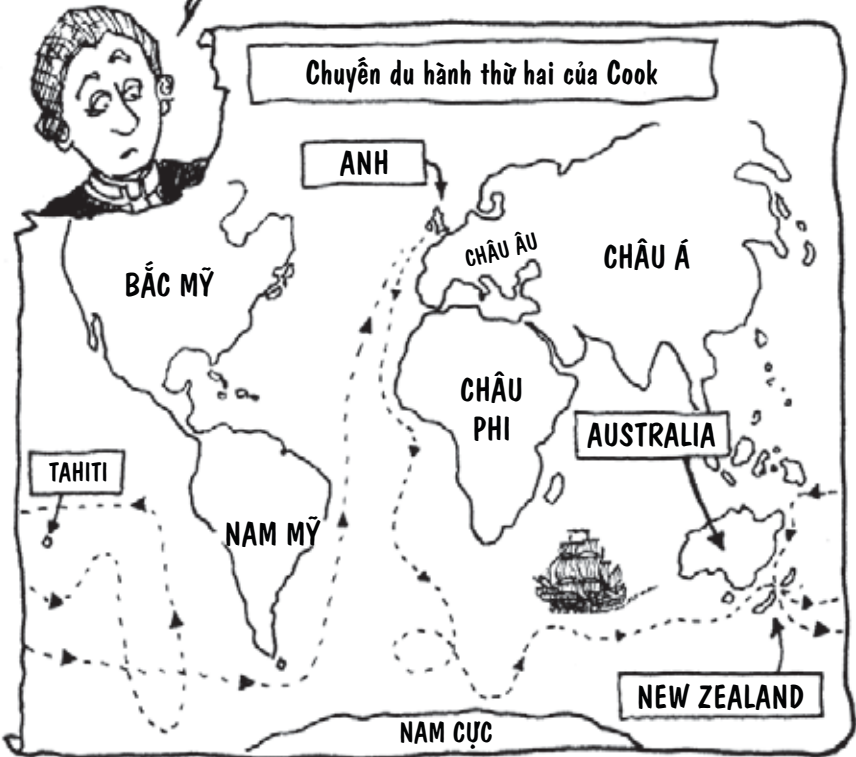 Chuyến du hành thừ hai của Cook
ANH
CHÂU ÂU
CHÂU Á
BẮC MỸ
CHÂU
PHI
AUSTRALIA
TAHITI
NAM MỸ
NEW ZEALAND
NAM CỰC